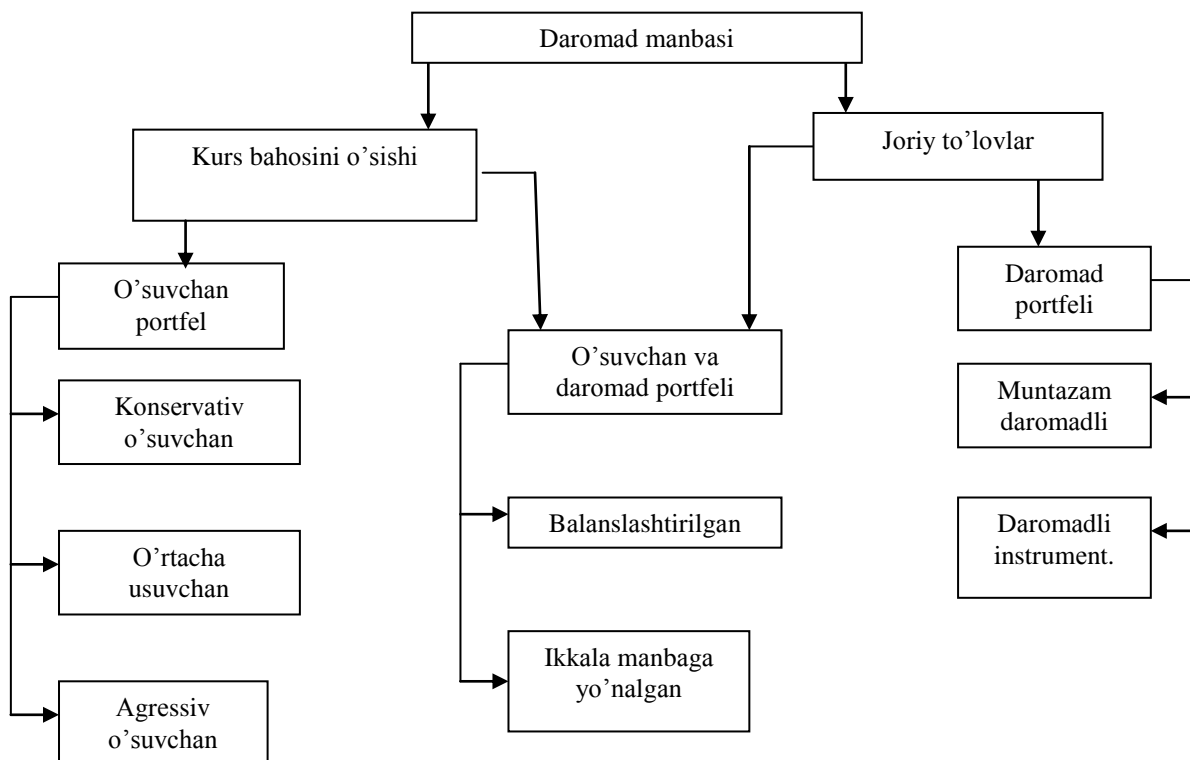 Daromad manbasi
Kurs bahosini o’sishi
Joriy to’lovlar
O’suvchan
portfel
Daromad
portfeli
O’suvchan va
daromad portfeli
Konservativ
o’suvchan
Muntazam
daromadli
Balanslashtirilgan
Daromadli
instrument.
O’rtacha
usuvchan
Ikkala manbaga
yo’nalgan
Agressiv
o’suvchan